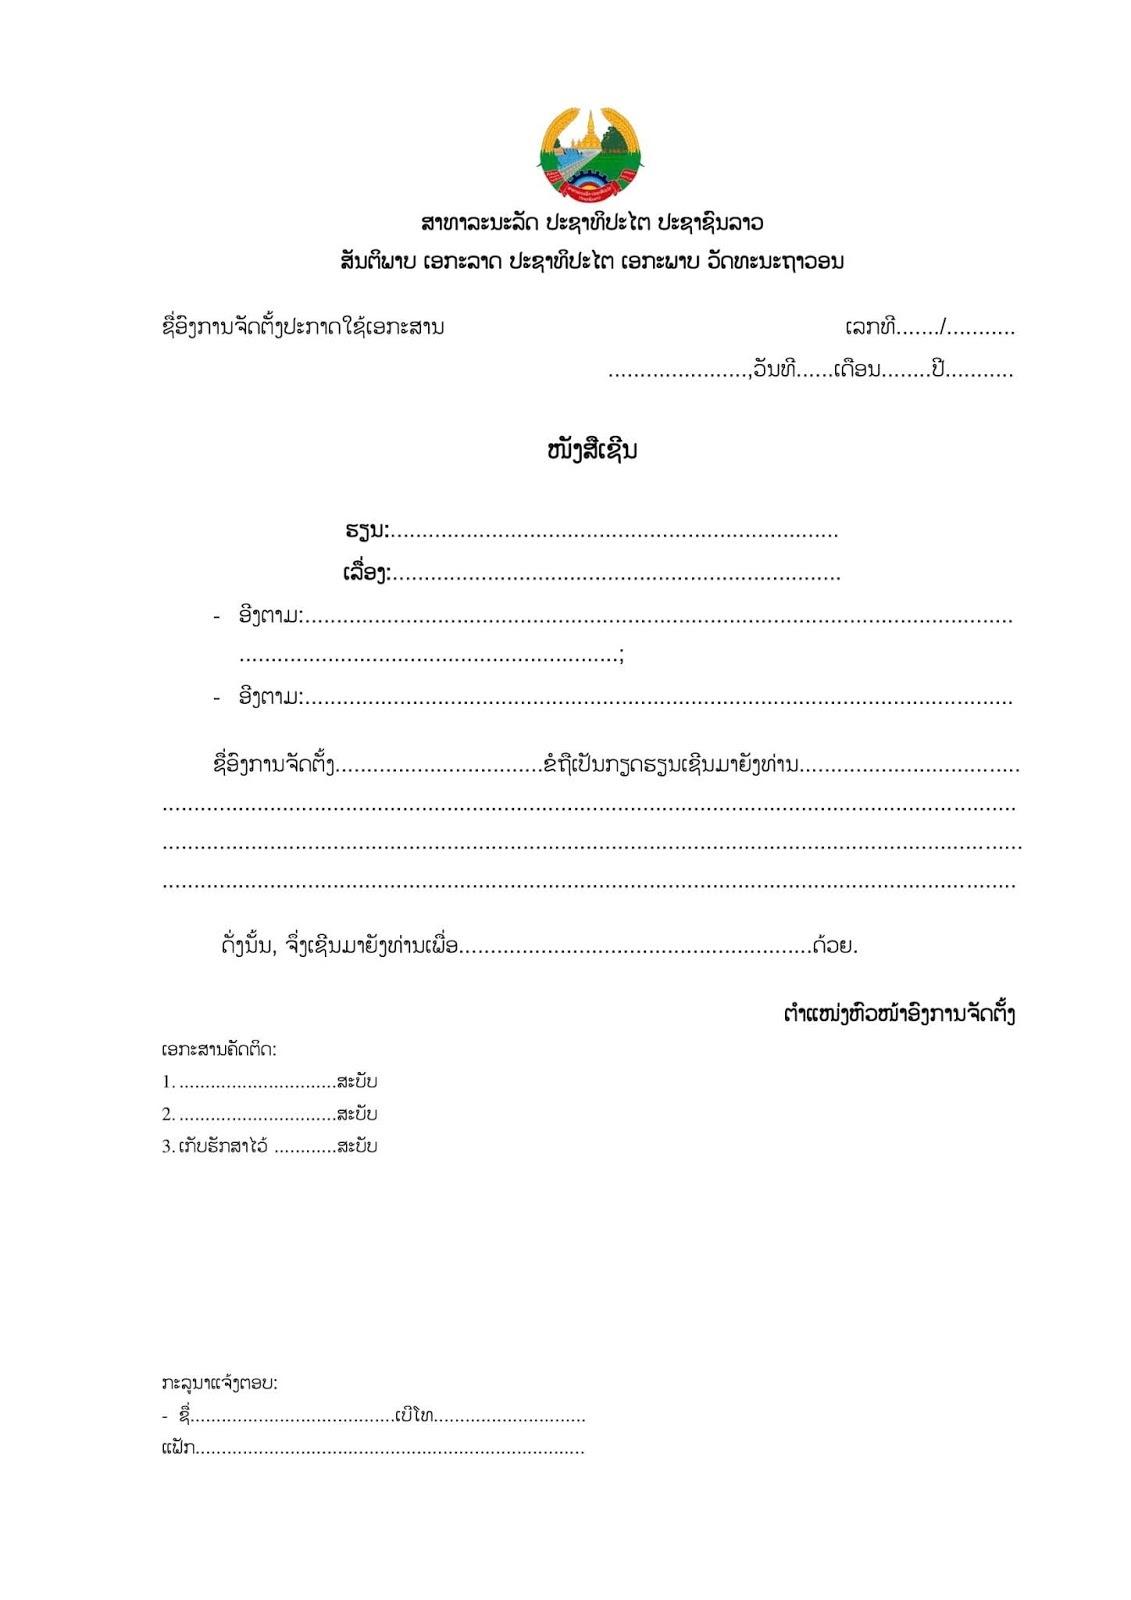 ສາທາລະນະລັດ ປະຊາທິປະໄຕ ປະຊາຊົນລາວ
ສັນຕິພາບ ເອກະລາດ ປະຊາທິປະໄຕ ເອກະພາບ ວັດທະນະຖາວອນ
ຊື່ອົງການຈັດຕັ້ງປະກາດໃຊ້ເອກະສານ ເລກທີ......./...........
......................,ວັນທີ......ເດືອນ........ປີ...........
ໜັງສືເຊີນ
ຮຽນ:.......................................................................
ເລື່ອງ:.......................................................................
- ອີງຕາມ:................................................................................................................
............................................................;
- ອີງຕາມ:................................................................................................................
ຊື່ອົງການຈັດຕັ້ງ.................................ຂໍຖືເປັນກຽດຮຽນເຊີນມາຍັງທ່ານ...................................
.......................................................................................................................................
........................................................................................................................................
.......................................................................................................................................
ດັ່ງນັ້ນ, ຈຶ່ງເຊີນມາຍັງທ່ານເພື່ອ........................................................ດ້ວຍ.
ຕຳແໜ່ງຫົວໜ້າອົງການຈັດຕັ້ງ
ເອກະສານຄັດຕິດ:
1. ..............................ສະບັບ
2. ..............................ສະບັບ
3. ເກັບຮັກສາໄວ້ ............ສະບັບ
ກະລຸນາແຈ້ງຕອບ:
- ຊື່.......................................ເບີໂທ.............................
ແຟັກ..........................................................................